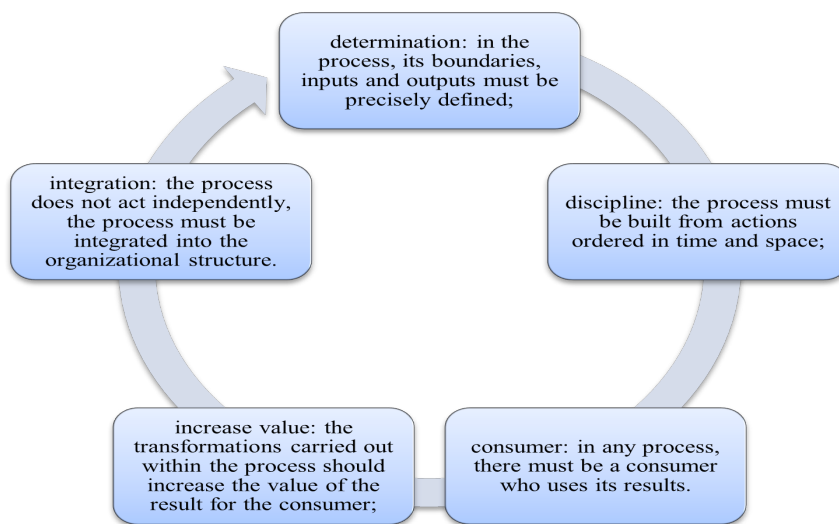 determination: in the
process, its boundaries,
inputs and outputs must be
precisely defined;
discipline: the process must
be built from actions
ordered in time and space;
consumer: in any process,
there must be a consumer
who uses its results.
increase value: the
transformations carried out
within the process should
increase the value of the
result for the consumer;
integration: the process
does not act independently,
the process must be
integrated into the
organizational structure.